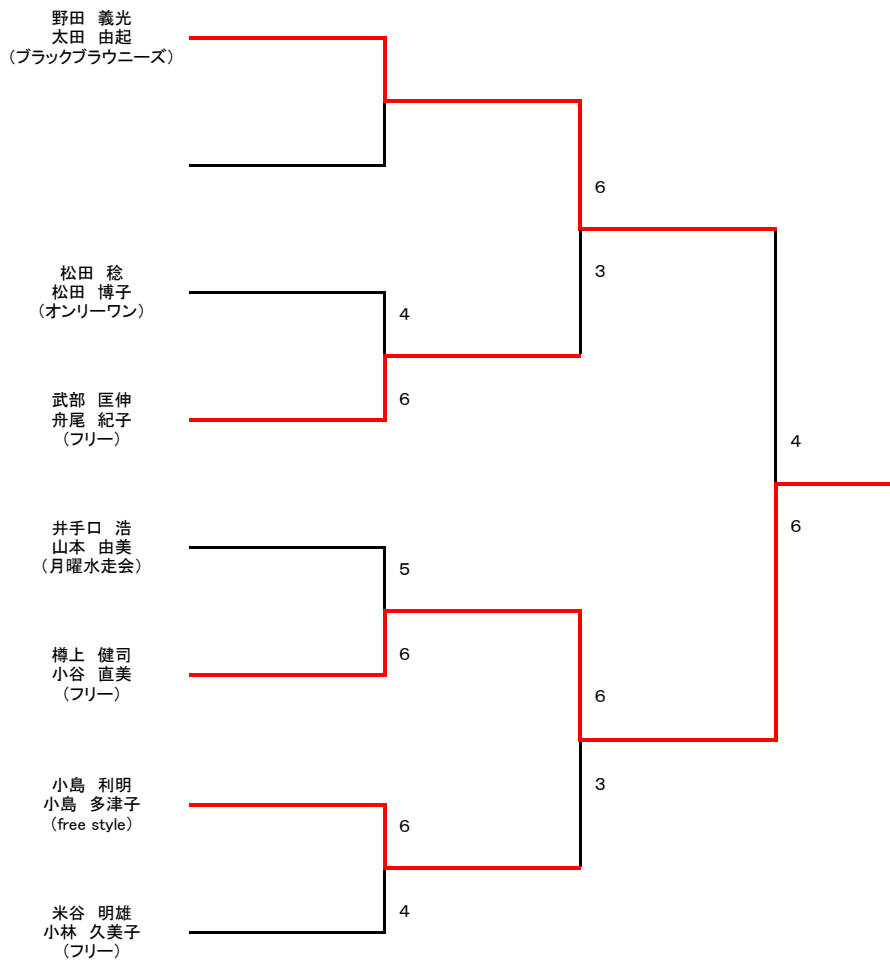 野田　義光
太田　由起
（ブラックブラウニーズ）
6
3
松田　稔
松田　博子
（オンリーワン）
4
武部　匡伸
舟尾　紀子
（フリー）
6
4
6
井手口　浩
山本　由美
（月曜水走会）
5
樽上　健司
小谷　直美
（フリー）
6
6
3
小島　利明
小島　多津子
（free style）
6
米谷　明雄
小林　久美子
（フリー）
4